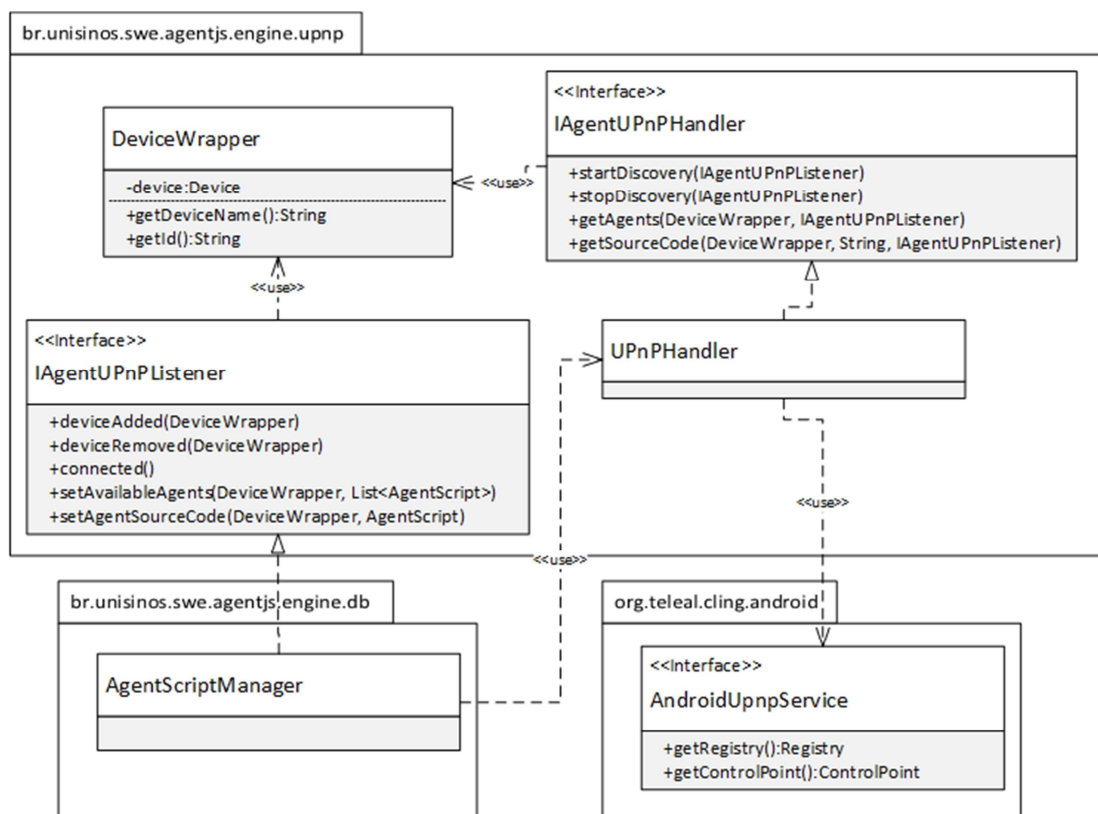 br.unisinos.swe.agentjs.engine.upnp
DeviceWrapper
-device:Device
+getDeviceName():String
+getId():String
<<Interface>>
IAgentUPnPHandler
+startDiscovery(IAgentUPnPListener)
+stopDiscovery(IAgentUPnPListener)
+getAgents(DeviceWrapper, IAgentUPnPListener)
+getSourceCode(DeviceWrapper, String, IAgentUPnPListener)
<<use>>
<<use>>
<<Interface>>
IAgentUPnPListener
+deviceAdded(DeviceWrapper)
+deviceRemoved(DeviceWrapper)
+connected()
+setAvailableAgents(DeviceWrapper, List<AgentScript>)
+setAgentSourceCode(DeviceWrapper, AgentScript)
UPnPHandler
<<use>>
<<use>>
br.unisinos.swe.agentjs.engine.db
AgentScriptManager
org.teleal.cling.android
<<Interface>>
AndroidUpnpService
+getRegistry():Registry
+getControlPoint():ControlPoint